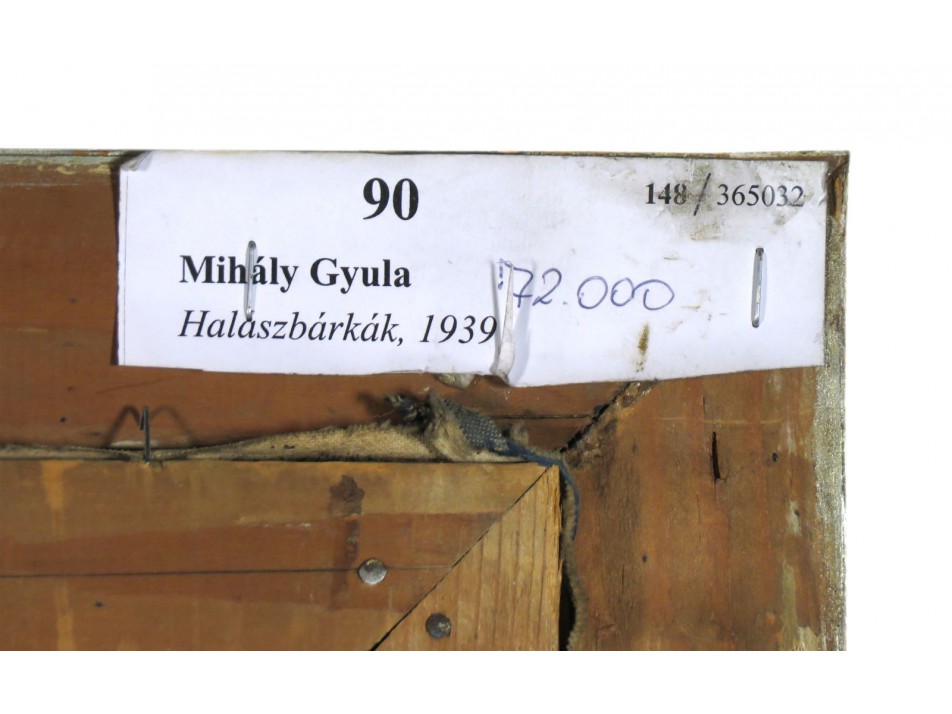 90
148/365032
Mihály Gyula
72.000
Halászbárkák, 1939